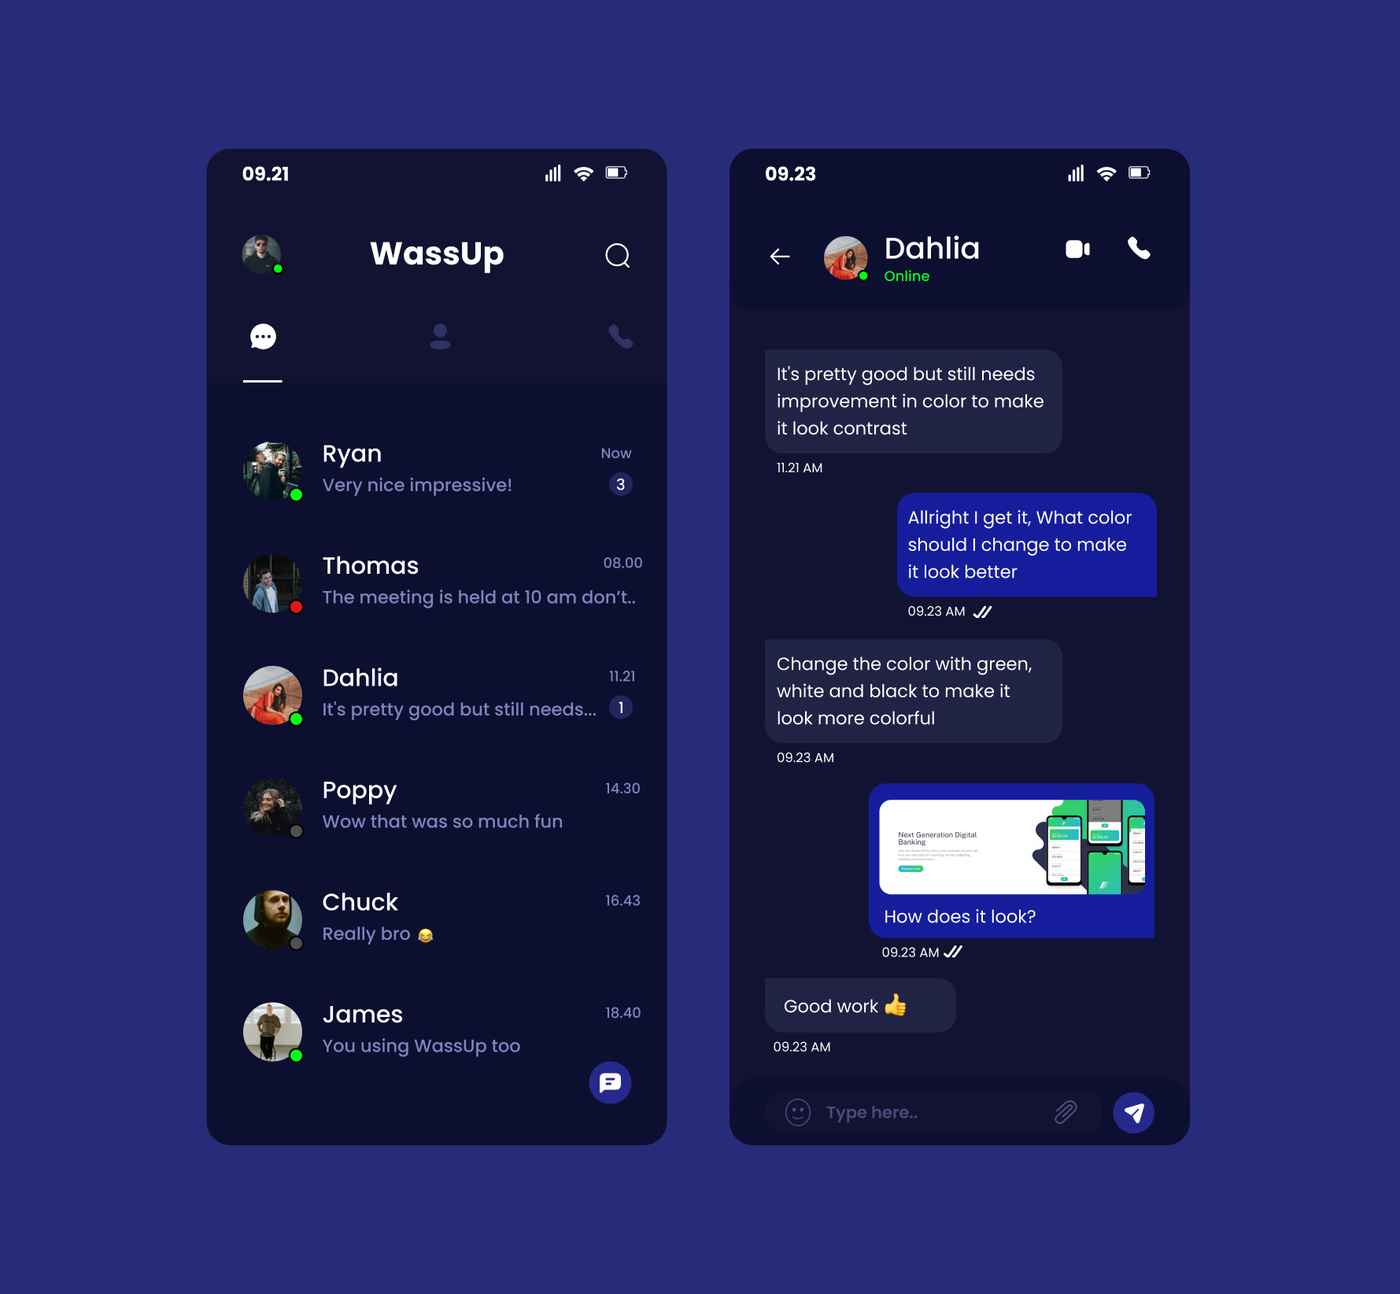 09.21
WassUp
Ryan
Now
Very nice impressive!
3
Thomas
08.00
The meeting is held at 10 am don't..
Dahlia
11.21
It's pretty good but still needs...
1
Poppy
14.30
Wow that was so much fun
Chuck
16.43
Really bro 😂
James
18.40
You using WassUp too
09.23
Dahlia
Online
It's pretty good but still needs
improvement in color to make
it look contrast
11.21 AM
Allright I get it, What color
should I change to make
it look better
09.23 AM
Change the color with green,
white and black to make it
look more colorful
09.23 AM
Next Generation Digital
Banking
How does it look?
09.23 AM
Good work 👍
09.23 AM
Type here..